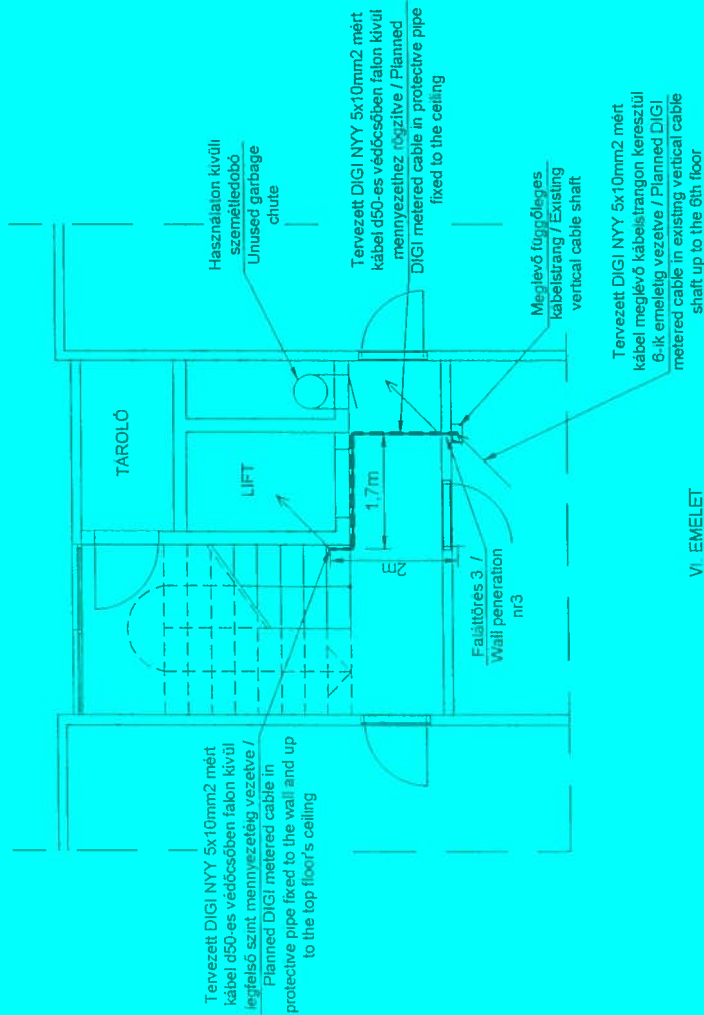 Tervezett DIGI NYY 5x10mm2 mért
kábel d50-es védőcsőben falon kívül
legfelső szint mennyezetéig vezetve /
Planned DIGI metered cable in
protective pipe fixed to the wall and up
to the top floor's ceiling
TÁROLÓ
LIFT
1,7m
2m
Faláttörés 3 /
Wall peneration
nr3
Használaton kívüli
szemétledobó
Unused garbage
chute
Tervezett DIGI NYY 5x10mm2 mért
kábel d50-es védőcsőben falon kívül
mennyezethez rögzítve / Planned
DIGI metered cable in protective pipe
fixed to the ceiling
Meglévő függőleges
kábelstrang / Existing
vertical cable shaft
Tervezett DIGI NYY 5x10mm2 mért
kábel meglévő kábelstrangon keresztül
6-ik emeletig vezetve / Planned DIGI
metered cable in existing vertical cable
shaft up to the 6th floor
VI. EMELET